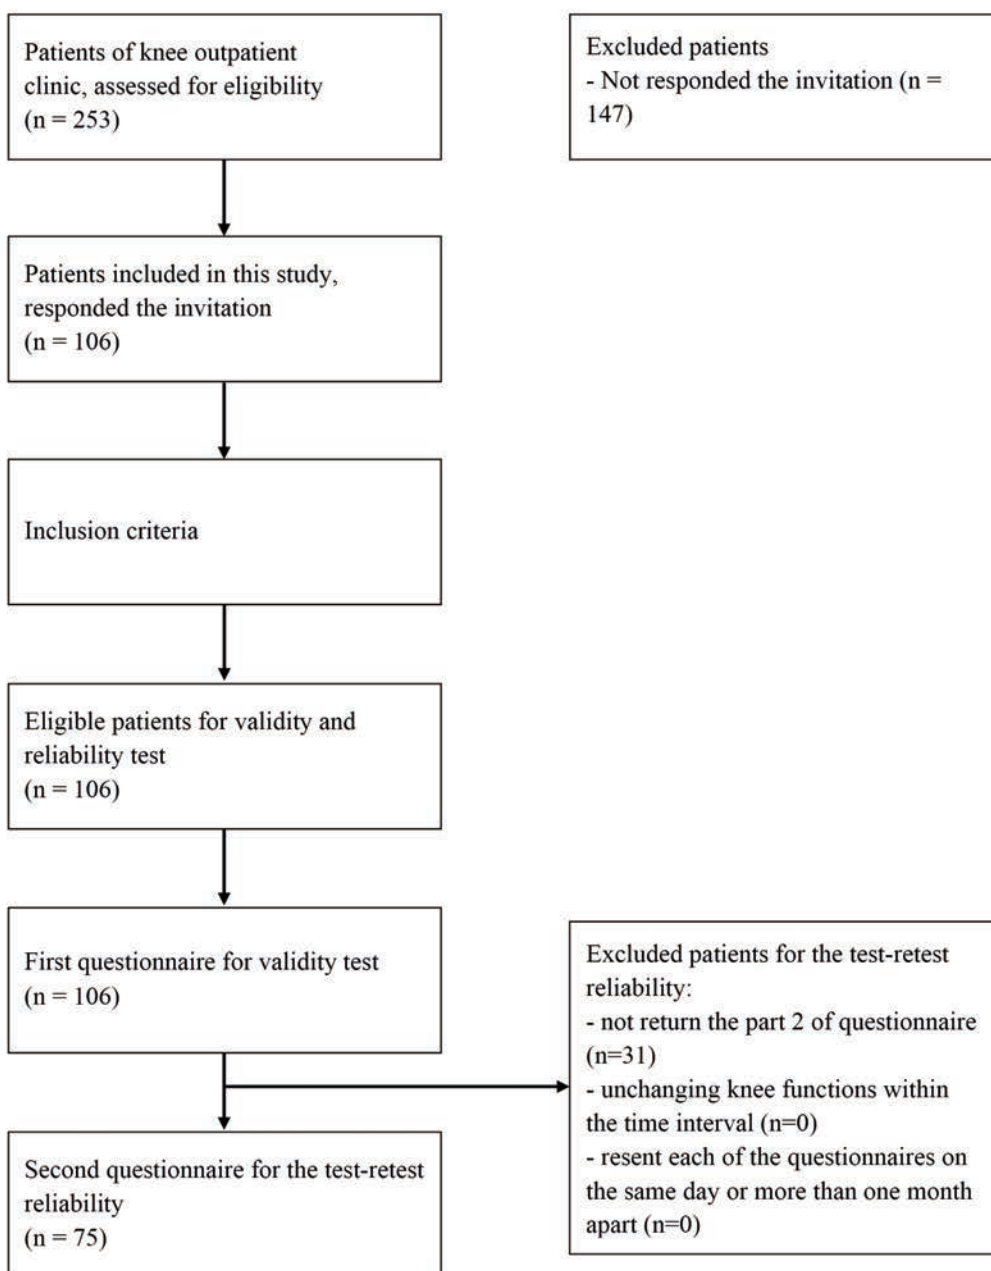 Patients of knee outpatient
clinic, assessed for eligibility
(n = 253)
Excluded patients
- Not responded the invitation (n =
147)
Patients included in this study,
responded the invitation
(n = 106)
Inclusion criteria
Eligible patients for validity and
reliability test
(n = 106)
First questionnaire for validity test
(n = 106)
Excluded patients for the test-retest
reliability:
- not return the part 2 of questionnaire
(n=31)
- unchanging knee functions within
the time interval (n=0)
- resent each of the questionnaires on
the same day or more than one month
apart (n=0)
Second questionnaire for the test-retest
reliability
(n = 75)